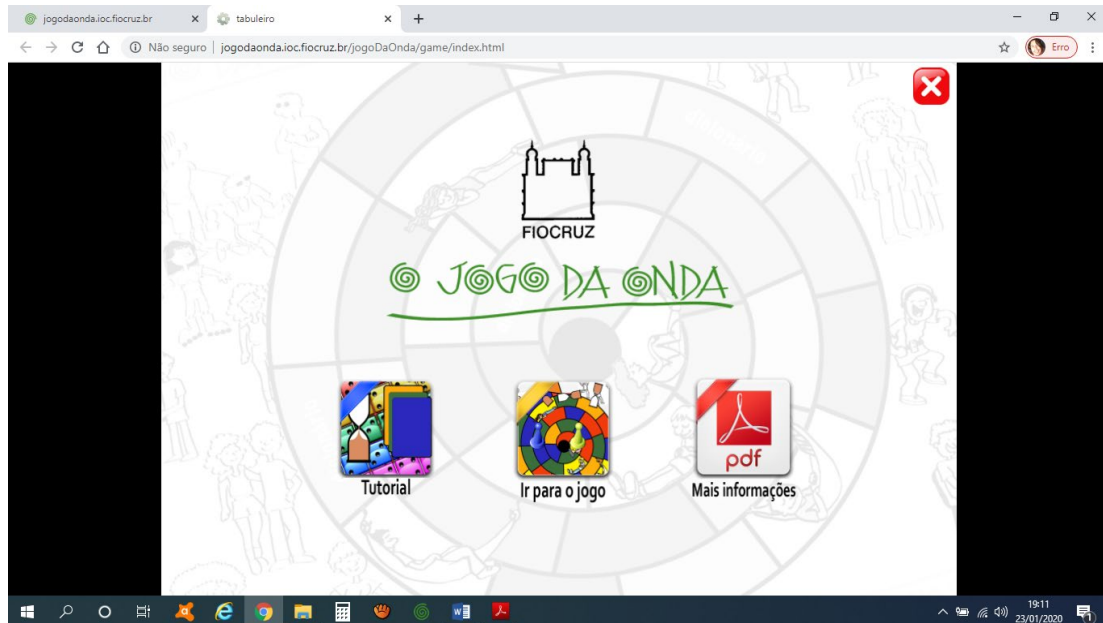 jogodaonda.ioc.fiocruz.br
tabuleiro
Não seguro | jogodaonda.ioc.fiocruz.br/jogoDaOnda/game/index.html
Erro
FIOCRUZ
O JOGO DA ONDA
pdf
Tutorial
Ir para o jogo
Mais informações
19:11
23/01/2020